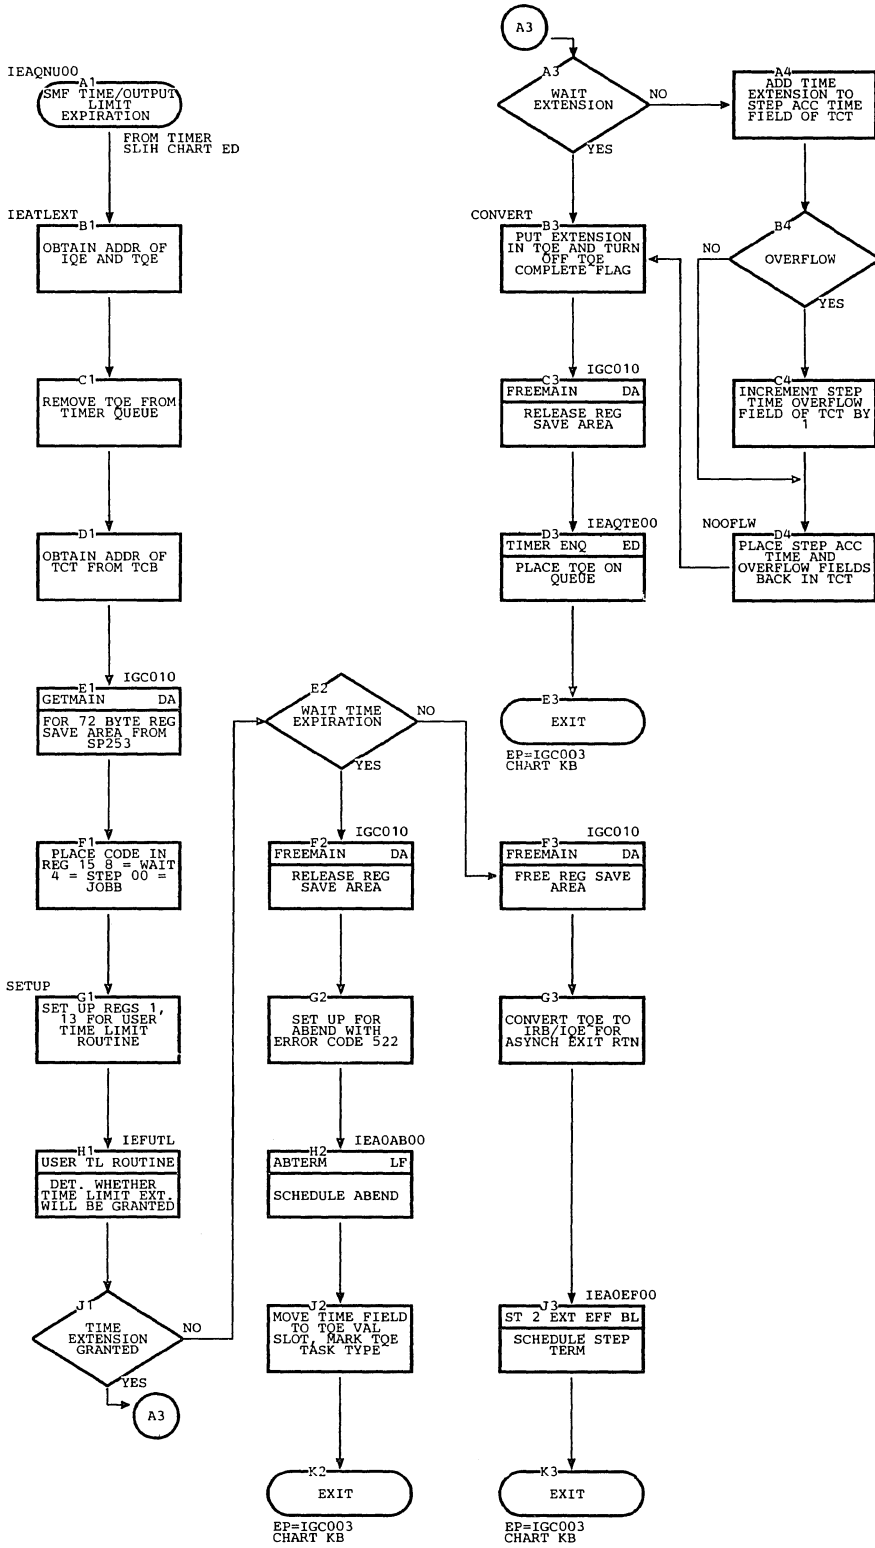 IEAQNU00
A1
SMF TIME/OUTPUT
LIMIT
EXPIRATION
FROM TIMER
SLIH CHART ED
IEATLEXT
B1
OBTAIN ADDR OF
IQE AND TQE
C1
REMOVE TQE FROM
TIMER QUEUE
D1
OBTAIN ADDR OF
TCT FROM TCB
IGC010
E1
GETMAIN DA
FOR 72 BYTE REG
SAVE AREA FROM
SP253
F1
PLACE CODE IN
REG 15 8 = WAIT
4 = STEP 00 =
JOBB
SETUP
G1
SET UP REGS 1,
13 FOR USER
TIME LIMIT
ROUTINE
IEFUTL
H1
USER TL ROUTINE
DET. WHETHER
TIME LIMIT EXT.
WILL BE GRANTED
J1
TIME
EXTENSION
GRANTED
NO
YES
A3
E2
WAIT TIME
EXPIRATION
NO
YES
IGC010
F2
FREEMAIN DA
RELEASE REG
SAVE AREA
G2
SET UP FOR
ABEND WITH
ERROR CODE 522
IEA0AB00
H2
ABTERM LF
SCHEDULE ABEND
J2
MOVE TIME FIELD
TO TQE VAL
SLOT, MARK TQE
TASK TYPE
K2
EXIT
EP=IGC003
CHART KB
A3
A3
WAIT
EXTENSION
NO
YES
CONVERT
B3
PUT EXTENSION
IN TQE AND TURN
OFF TQE
COMPLETE FLAG
IGC010
C3
FREEMAIN DA
RELEASE REG
SAVE AREA
IEAQTE00
D3
TIMER ENQ ED
PLACE TQE ON
QUEUE
E3
EXIT
EP=IGC003
CHART KB
IGC010
F3
FREEMAIN DA
FREE REG SAVE
AREA
G3
CONVERT TQE TO
IRB/IQE FOR
ASYNCH EXIT RTN
IEA0EF00
J3
ST 2 EXT EFF BL
SCHEDULE STEP
TERM
K3
EXIT
EP=IGC003
CHART KB
A4
ADD TIME
EXTENSION TO
STEP ACC TIME
FIELD OF TCT
B4
OVERFLOW
NO
YES
C4
INCREMENT STEP
TIME OVERFLOW
FIELD OF TCT BY
1
NOOFLW
D4
PLACE STEP ACC
TIME AND
OVERFLOW FIELDS
BACK IN TCT